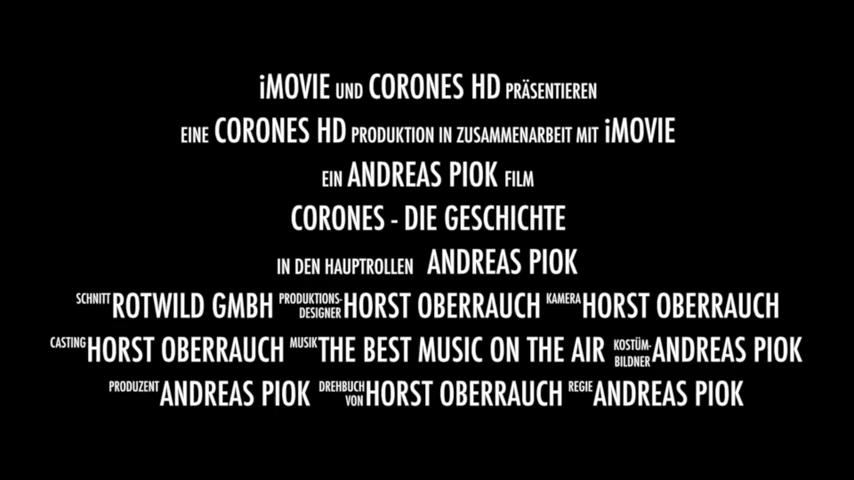 iMOVIE UND CORONES HD PRÄSENTIEREN
EINE CORONES HD PRODUKTION IN ZUSAMMENARBEIT MIT iMOVIE
EIN ANDREAS PIOK FILM
CORONES - DIE GESCHICHTE
IN DEN HAUPTROLLEN ANDREAS PIOK
SCHNITT ROTWILD GMBH PRODUKTIONS-DESIGNER HORST OBERRAUCH KAMERA HORST OBERRAUCH
CASTING HORST OBERRAUCH MUSIK THE BEST MUSIC ON THE AIR KOSTÜM-BILDNER ANDREAS PIOK
PRODUZENT ANDREAS PIOK DREHBUCH VON HORST OBERRAUCH REGIE ANDREAS PIOK